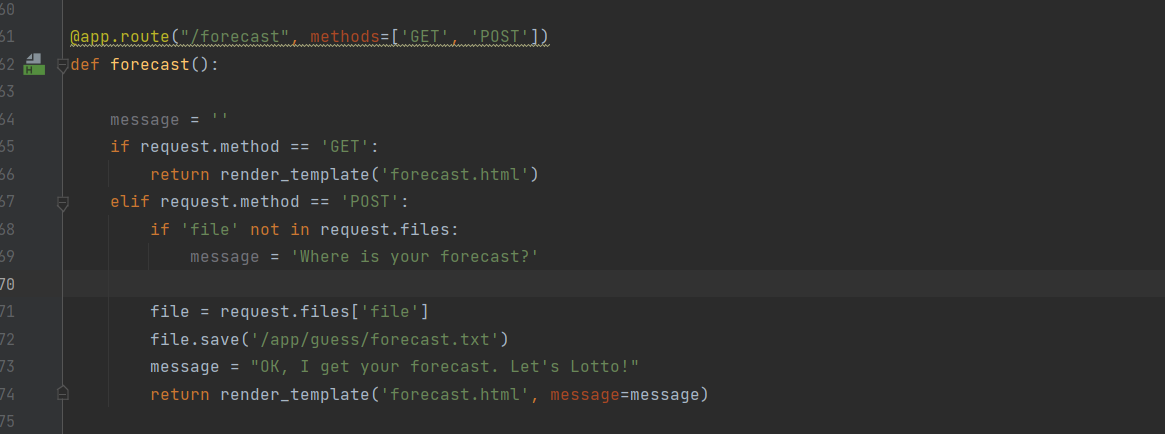 60
61 @app.route("/forecast", methods=['GET', 'POST'])
62 H def forecast():
63
64 message = ''
65 if request.method == 'GET':
66 return render_template('forecast.html')
67 elif request.method == 'POST':
68 if 'file' not in request.files:
69 message = 'Where is your forecast?'
70
71 file = request.files['file']
72 file.save('/app/guess/forecast.txt')
73 message = "OK, I get your forecast. Let's Lotto!"
74 return render_template('forecast.html', message=message)
75